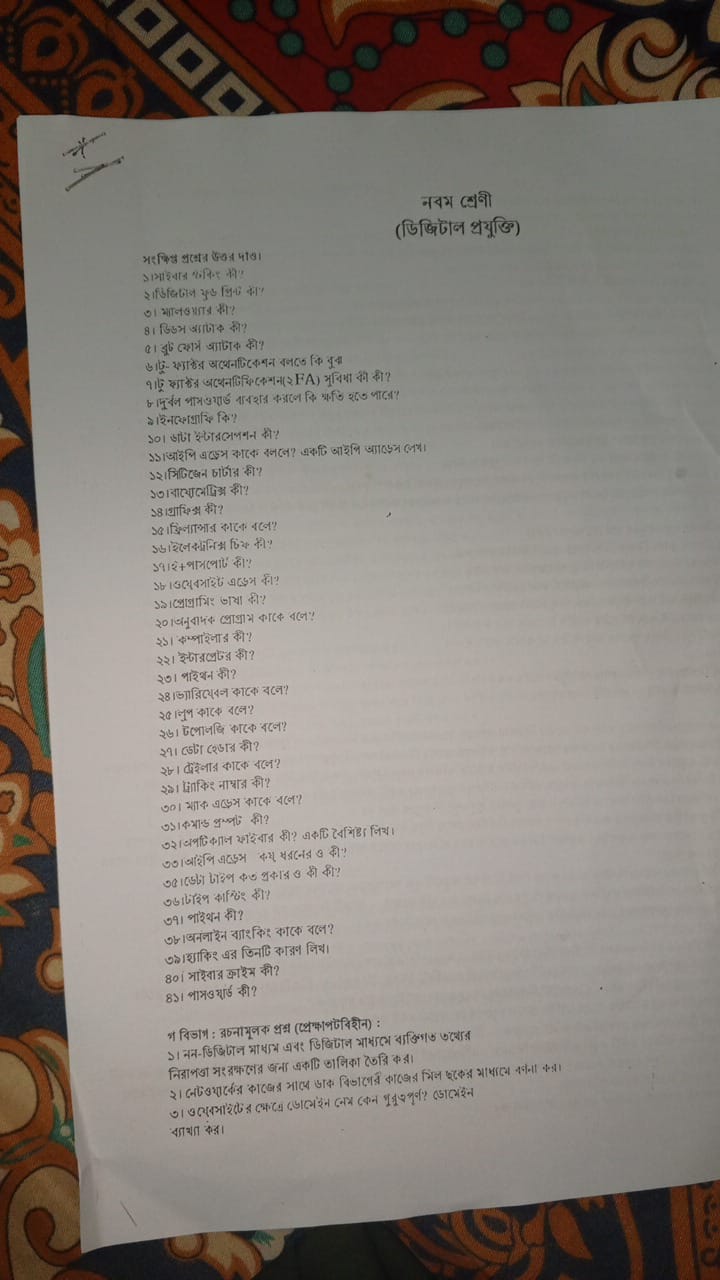 নবম শ্রেণী
(ডিজিটাল প্রযুক্তি)
সংক্ষিপ্ত প্রশ্নের উত্তর দাও।
১।সাইবার স্টকিং কী?
২।ডিজিটাল ফুড প্রিন্ট কী?
৩। ম্যালওয়্যার কী?
৪। ডিডস অ্যাটাক কী?
৫। ব্রুট ফোর্স অ্যাটাক কী?
৬।টু- ফ্যাক্টর অথেনটিকেশন বলতে কি বুঝ
৭।টু ফ্যাক্টর অথেনটিফিকেশন(২FA) সুবিধা কী কী?
৮।দুর্বল পাসওয়ার্ড ব্যবহার করলে কি ক্ষতি হতে পারে?
৯।ইনফোগ্রাফি কি?
১০। ডাটা ইন্টারসেপশন কী?
১১।আইপি এড্রেস কাকে বললে? একটি আইপি অ্যাড্রেস লেখ।
১২।সিটিজেন চার্টার কী?
১৩।বায়োমেট্রিক্স কী?
১৪।গ্রাফিক্স কী?
১৫।ফ্রিল্যান্সার কাকে বলে?
১৬।ইলেকট্রনিক্স চিফ কী?
১৭।ই+পাসপোর্ট কী?
১৮।ওয়েবসাইট এড্রেস কী?
১৯।প্রোগ্রামিং ভাষা কী?
২০।অনুবাদক প্রোগ্রাম কাকে বলে?
২১। কম্পাইলার কী?
২২। ইন্টারপ্রেটর কী?
২৩। পাইথন কী?
২৪।ভ্যারিয়েবল কাকে বলে?
২৫।লুপ কাকে বলে?
২৬। টপোলজি কাকে বলে?
২৭। ডেটা হেডার কী?
২৮। ট্রেইলার কাকে বলে?
২৯। ট্র্যাকিং নাম্বার কী?
৩০। ম্যাক এড্রেস কাকে বলে?
৩১।কমান্ড প্রম্পট কী?
৩২।অপটিক্যাল ফাইবার কী? একটি বৈশিষ্ট্য লিখ।
৩৩।আইপি এড্রেস কয় ধরনের ও কী?
৩৫।ডেটা টাইপ কত প্রকার ও কী কী?
৩৬।টাইপ কাস্টিং কী?
৩৭। পাইথন কী?
৩৮।অনলাইন ব্যাংকিং কাকে বলে?
৩৯।হ্যাকিং এর তিনটি কারণ লিখ।
৪০। সাইবার ক্রাইম কী?
৪১। পাসওয়ার্ড কী?
গ বিভাগ : রচনামূলক প্রশ্ন (প্রেক্ষাপটবিহীন) :
১। নন-ডিজিটাল মাধ্যম এবং ডিজিটাল মাধ্যমে ব্যক্তিগত তথ্যের
নিরাপত্তা সংরক্ষণের জন্য একটি তালিকা তৈরি কর।
২। নেটওয়ার্কের কাজের সাথে ডাক বিভাগের কাজের মিল ছকের মাধ্যমে বর্ণনা কর।
৩। ওয়েবসাইটের ক্ষেত্রে ডোমেইন নেম কেন গুরুত্বপূর্ণ? ডোমেইন
ব্যাখ্যা কর।